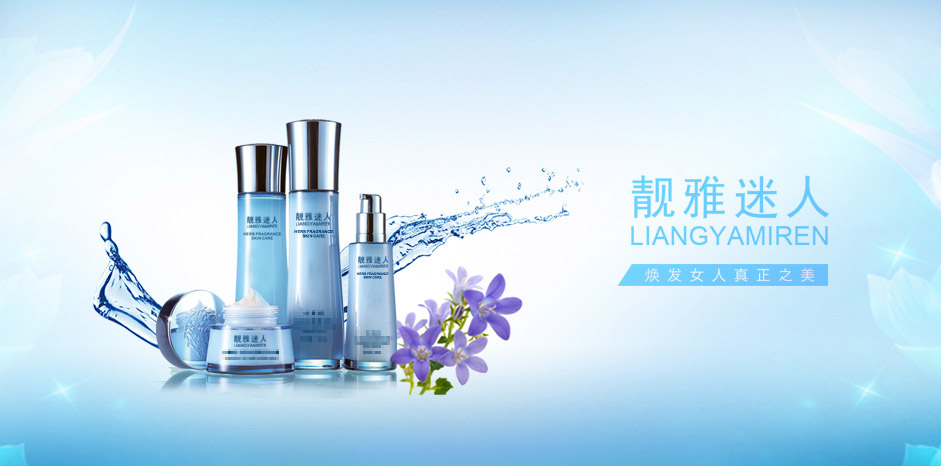 靓雅迷人
LIANGYAMIREN
HERB FRAGRANCE
SKIN CARE
靓雅迷人
LIANGYAMIREN
HERB FRAGRANCE
SKIN CARE
靓雅迷人
LIANGYAMIREN
HERB FRAGRANCE
SKIN CARE
靓雅迷人
LIANGYAMIREN
靓雅迷人
LIANGYAMIREN
焕发女人真正之美